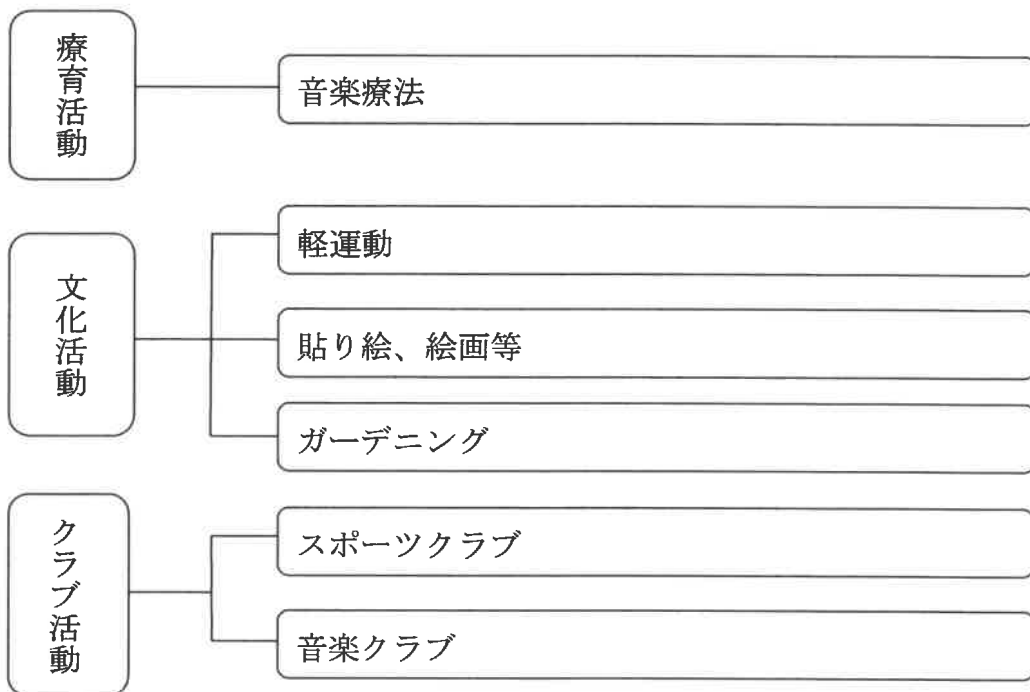 療育活動
音楽療法
文化活動
軽運動
貼り絵、絵画等
ガーデニング
クラブ活動
スポーツクラブ
音楽クラブ